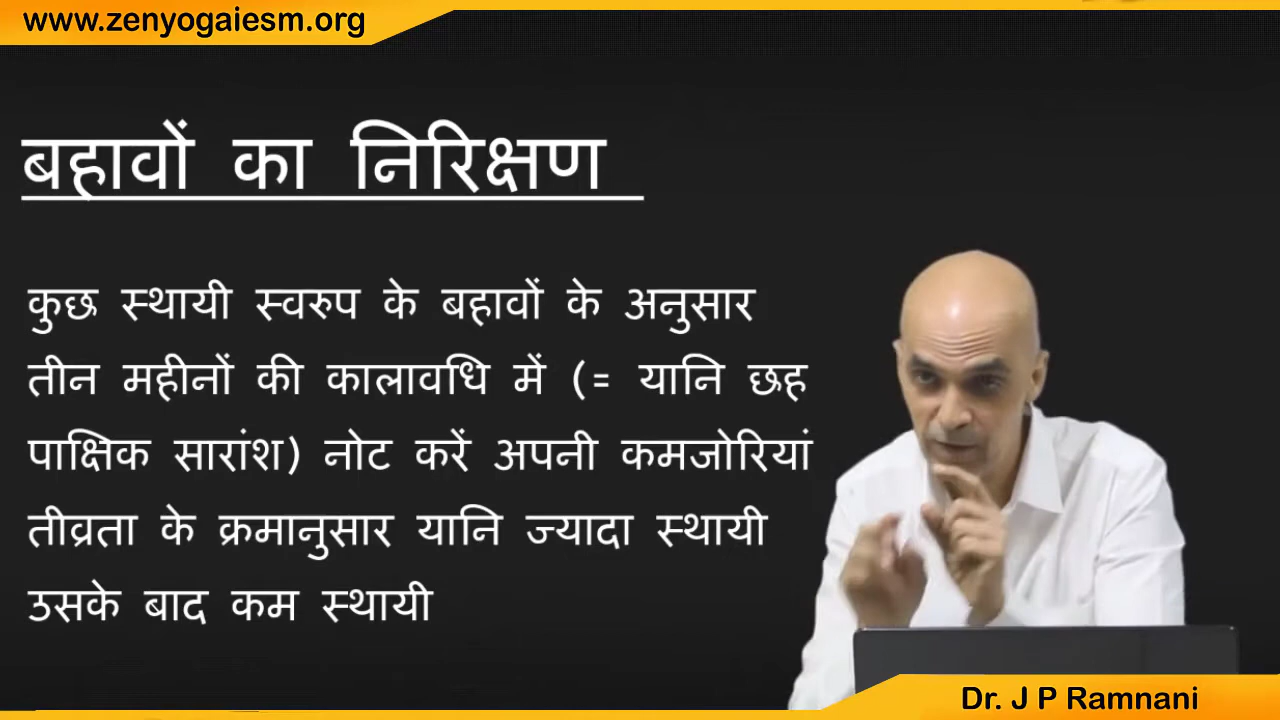 www.zenyogaiesm.org
बहावों का निरिक्षण
कुछ स्थायी स्वरुप के बहावों के अनुसार
तीन महीनों की कालावधि में (= यानि छह
पाक्षिक सारांश) नोट करें अपनी कमजोरियां
तीव्रता के क्रमानुसार यानि ज्यादा स्थायी
उसके बाद कम स्थायी
Dr. J P Ramnani